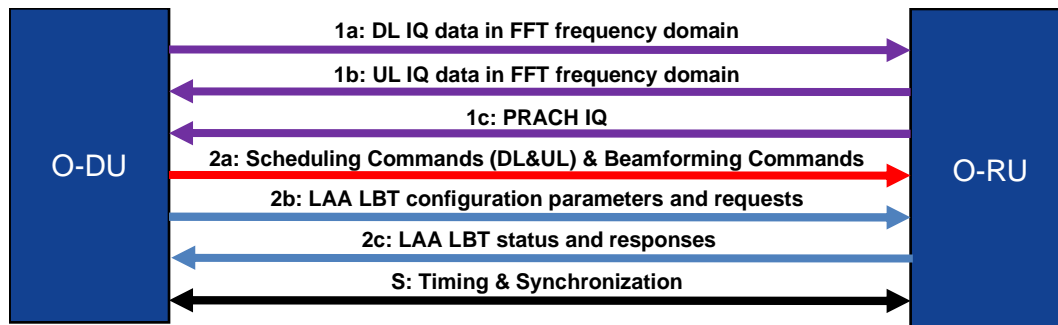 1a: DL IQ data in FFT frequency domain
1b: UL IQ data in FFT frequency domain
1c: PRACH IQ
O-DU
2a: Scheduling Commands (DL&UL) & Beamforming Commands
O-RU
2b: LAA LBT configuration parameters and requests
2c: LAA LBT status and responses
S: Timing & Synchronization